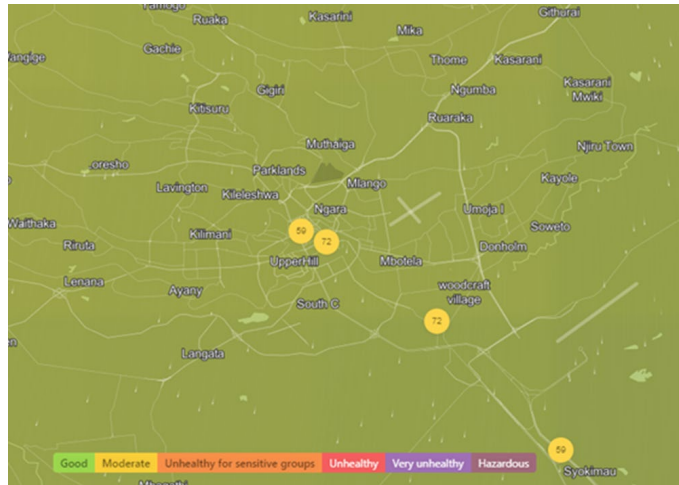 Ruaka
Kasarini
Githurai
Mika
Gachie
Thome
Kasarani
Gigiri
Ngumba
Kasarani
Mwiki
Kitisuru
Ruaraka
Muthaiga
Njiru Town
oresho
Parklands
Mlango
Kayole
Lavington
Kileleshwa
Ngara
Umoja I
Waithaka
Soweto
59
Kilimani
72
Riruta
Donholm
UpperHill
Mbotela
Lenana
Ayany
woodcraft
village
South C
72
Langata
59
Good Moderate Unhealthy for sensitive groups Unhealthy Very unhealthy Hazardous
Syokimau